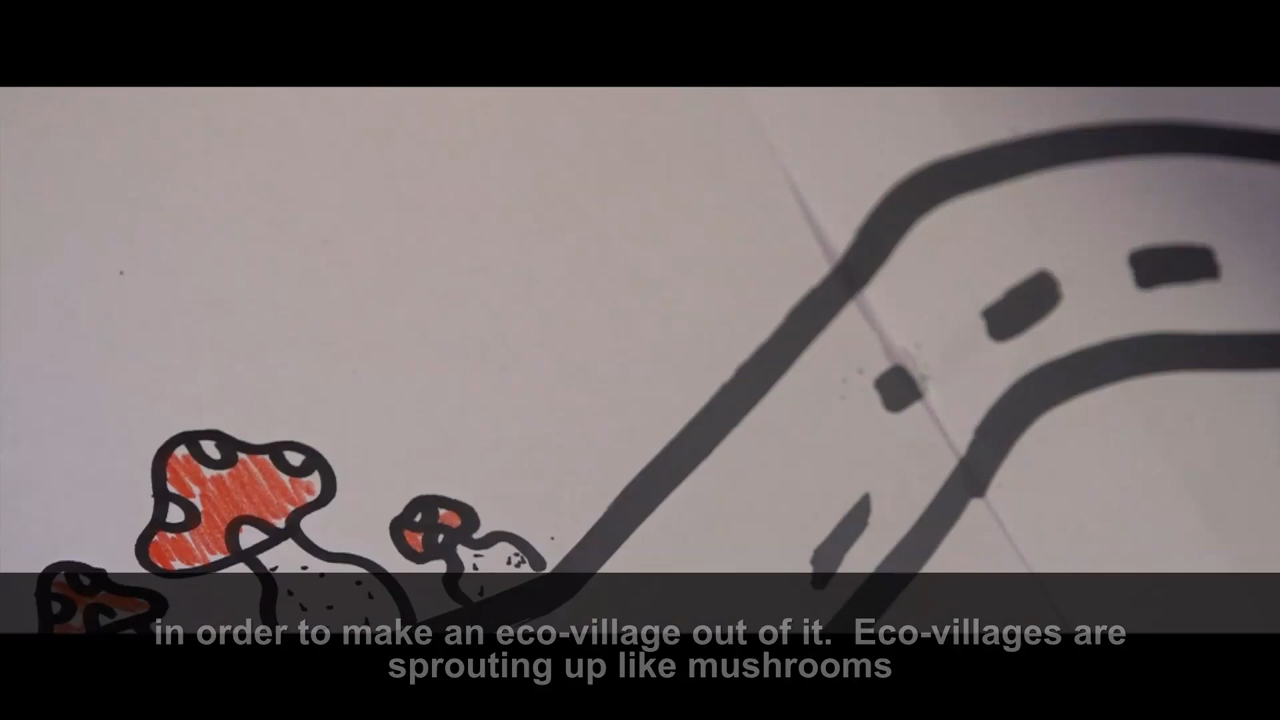 in order to make an eco-village out of it.  Eco-villages are
sprouting up like mushrooms